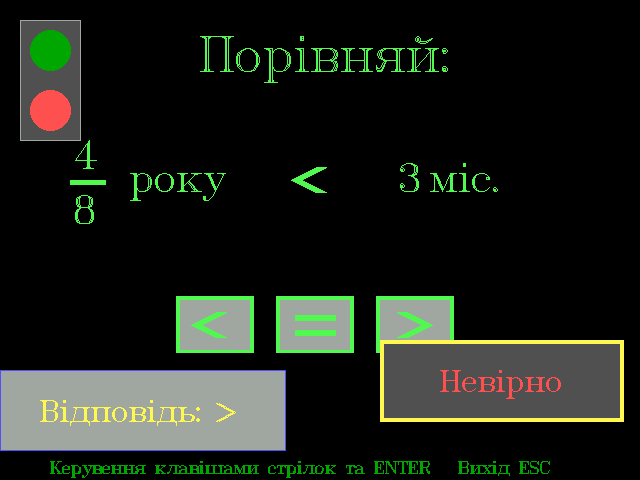 Порівняй:
4
8 року < 3 міс.
< = >
Невірно
Відповідь: >
Керування клавішами стрілок та ENTER Вихід ESC